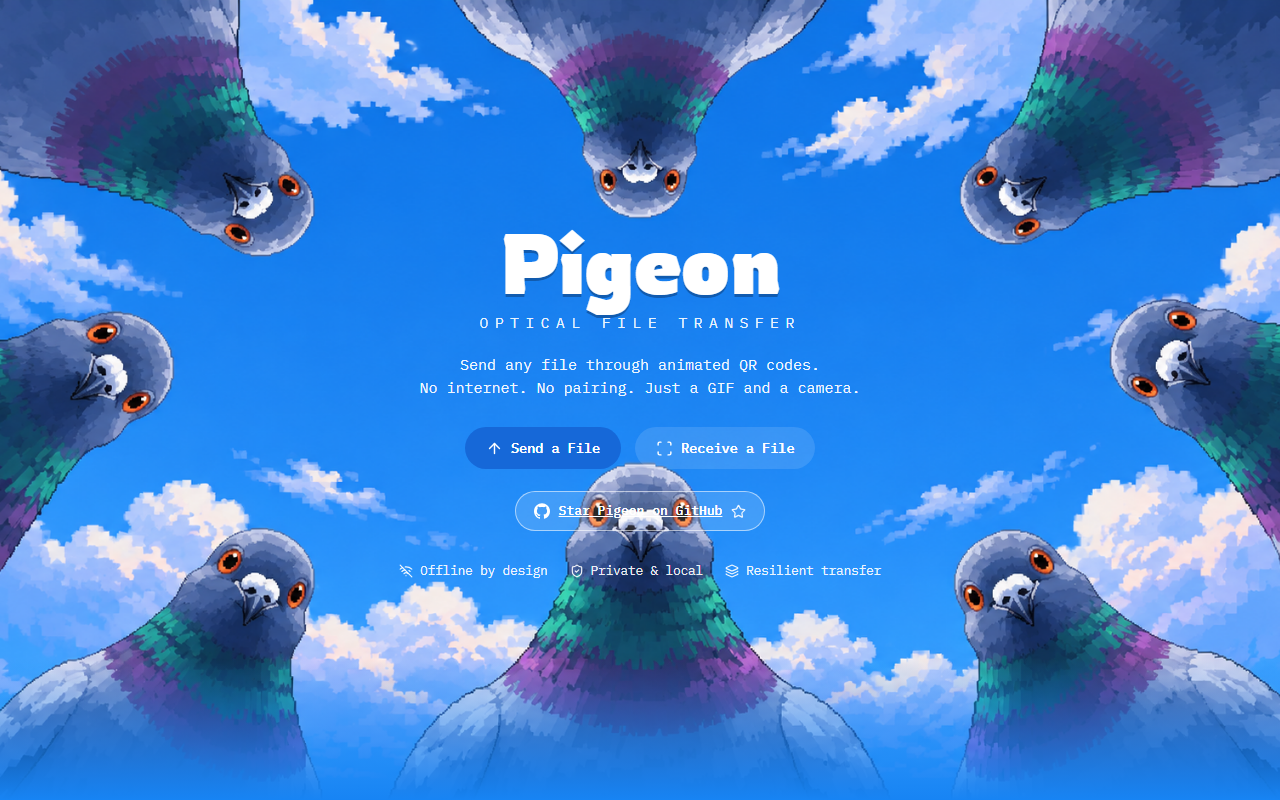 Pigeon
OPTICAL FILE TRANSFER
Send any file through animated QR codes.
No internet. No pairing. Just a GIF and a camera.
Send a File
Receive a File
Star Pigeon on GitHub
Offline by design
Private & local
Resilient transfer